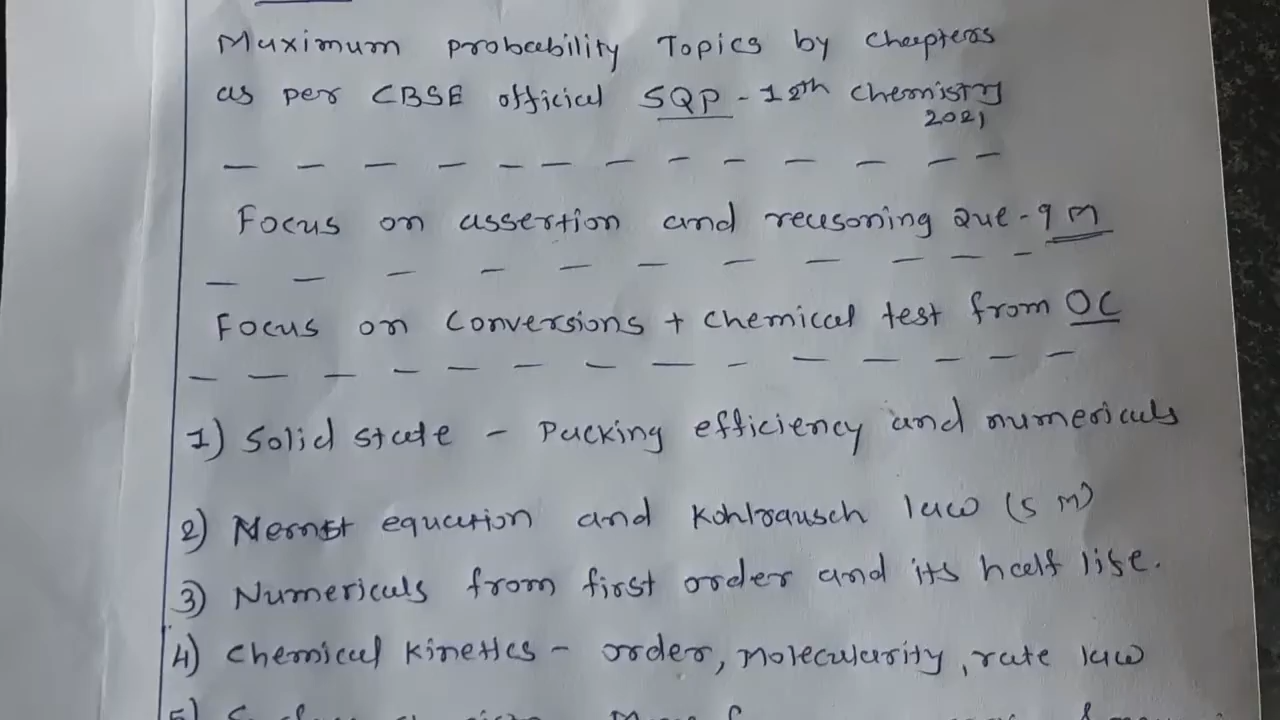 Maximum probability Topics by chapters
as per CBSE official SQP - 12th chemistry
2021
Focus on assertion and reasoning Que - 9 M
Focus on conversions + chemical test from OC
1) Solid state - Packing efficiency and numericals
2) Nernst equation and Kohlrausch law (5 M)
3) Numericals from first order and its half life.
4) Chemical kinetics - order, molecularity, rate law
5)